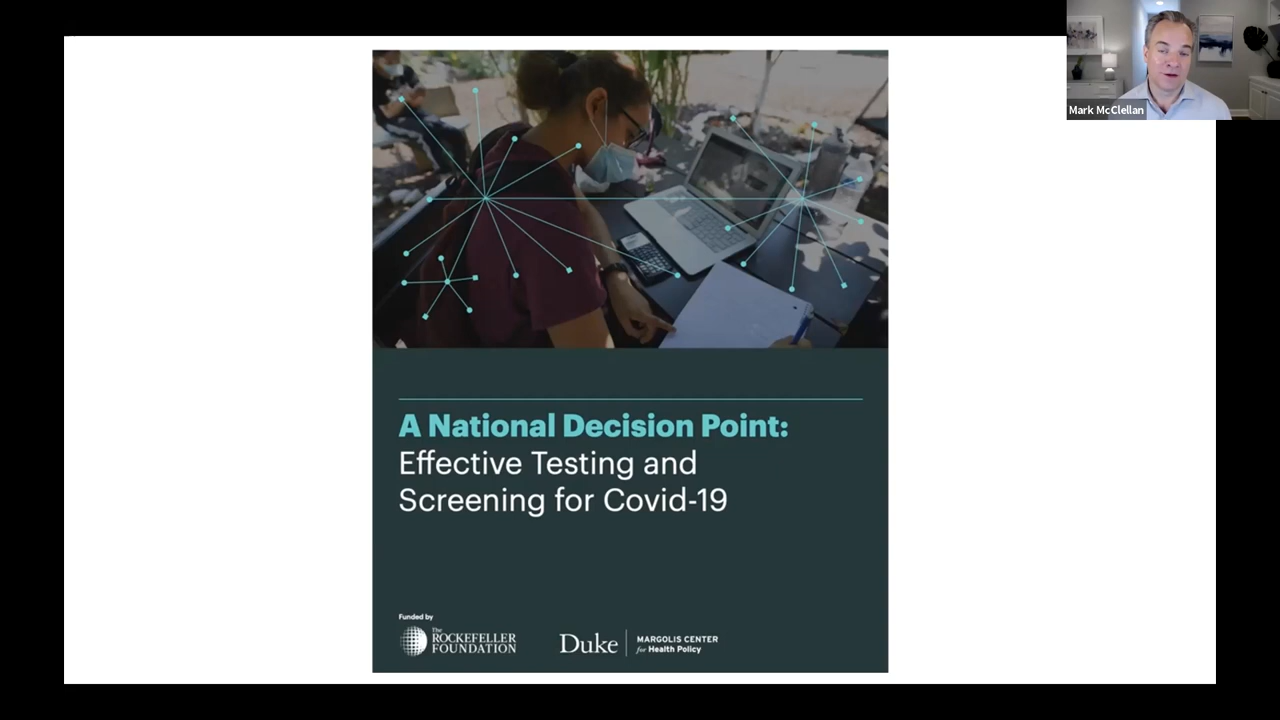 Mark McClellan
A National Decision Point:
Effective Testing and
Screening for Covid-19
Funded by
The
ROCKEFELLER
FOUNDATION
Duke
MARGOLIS CENTER
for Health Policy